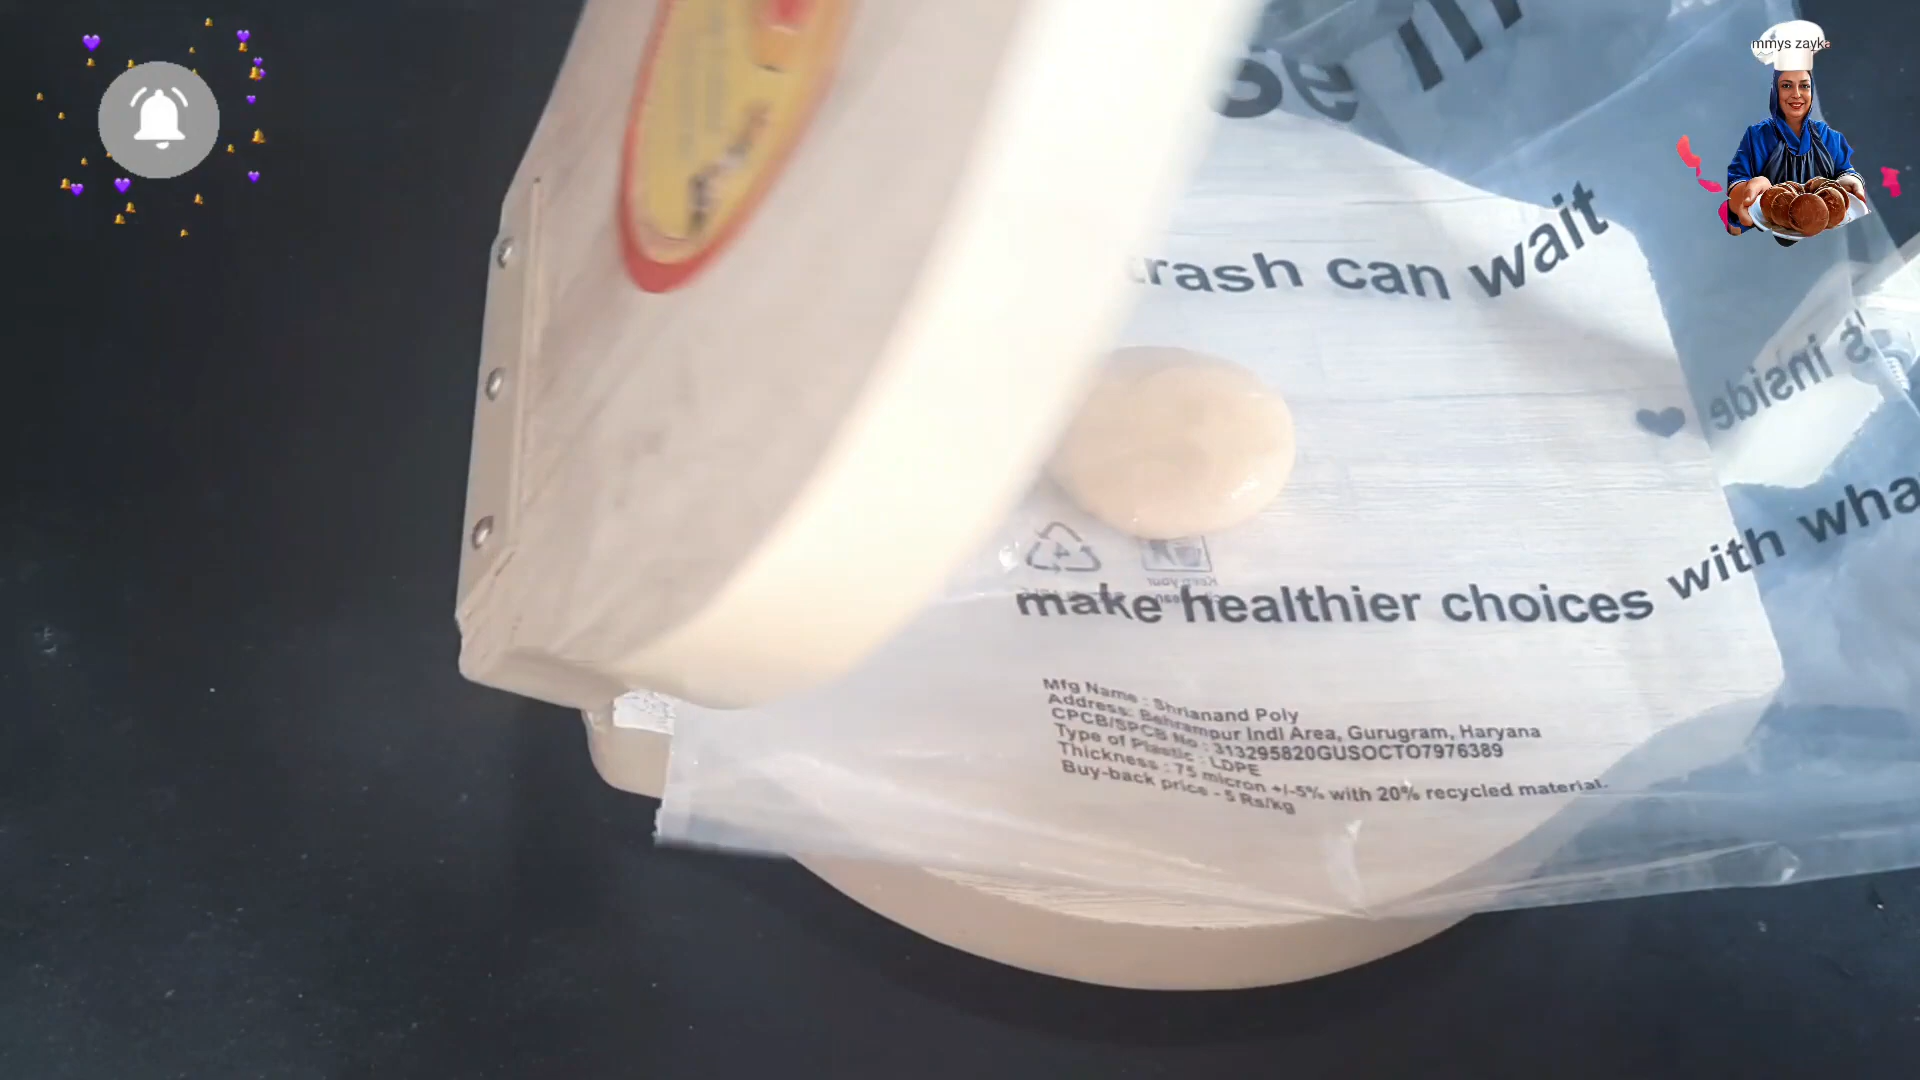 mmys zayka
trash can wait
s inside
make healthier choices with wha
Mfg Name : Shrianand Poly
Address: Behrampur Indl Area, Gurugram, Haryana
CPCB/SPCB No : 313295820GUSOCTO7976389
Type of Plastic : LDPE
Thickness : 75 micron +/-5% with 20% recycled material.
Buy-back price - 5 Rs/kg